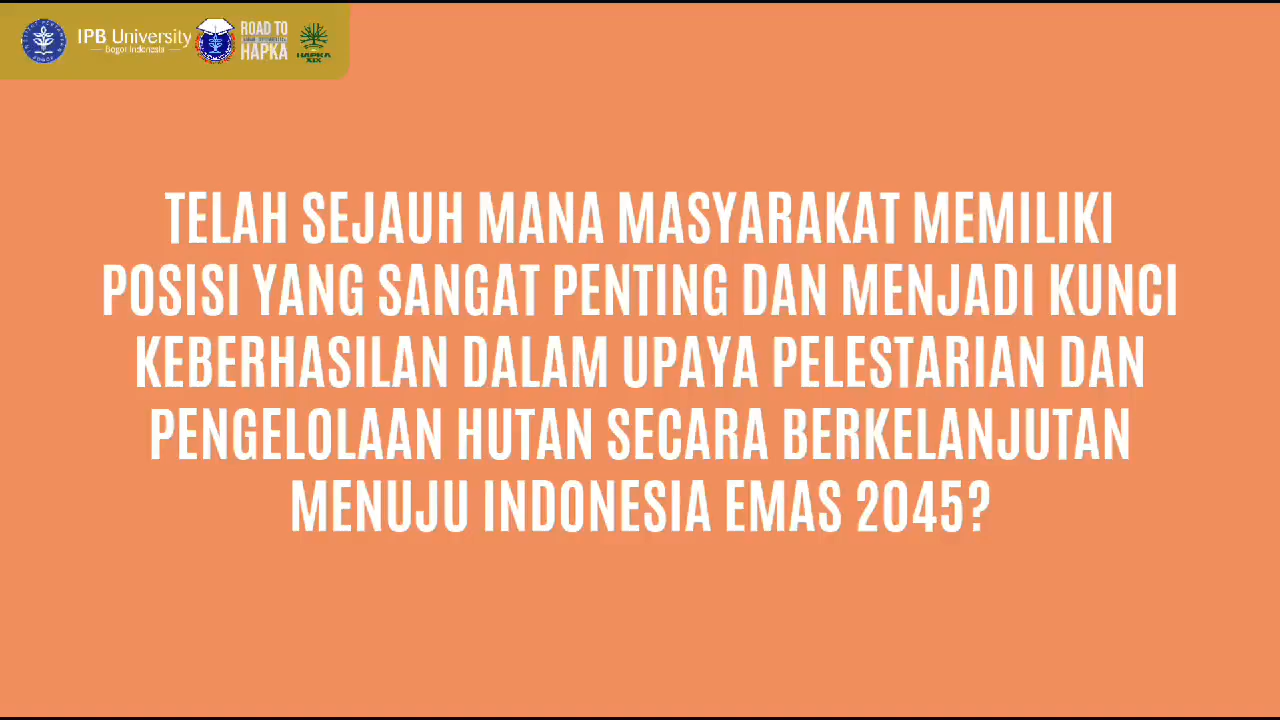 IPB University
Bogor Indonesia
ROAD TO
HAPKA
HAPKA
XIX
TELAH SEJAUH MANA MASYARAKAT MEMILIKI
POSISI YANG SANGAT PENTING DAN MENJADI KUNCI
KEBERHASILAN DALAM UPAYA PELESTARIAN DAN
PENGELOLAAN HUTAN SECARA BERKELANJUTAN
MENUJU INDONESIA EMAS 2045?